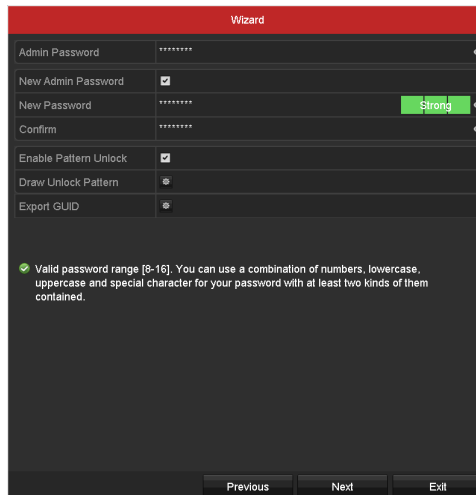 Wizard
Admin Password ********
New Admin Password
New Password ******** Strong
Confirm ********
Enable Pattern Unlock
Draw Unlock Pattern
Export GUID
Valid password range [8-16]. You can use a combination of numbers, lowercase,
uppercase and special character for your password with at least two kinds of them
contained.
Previous Next Exit